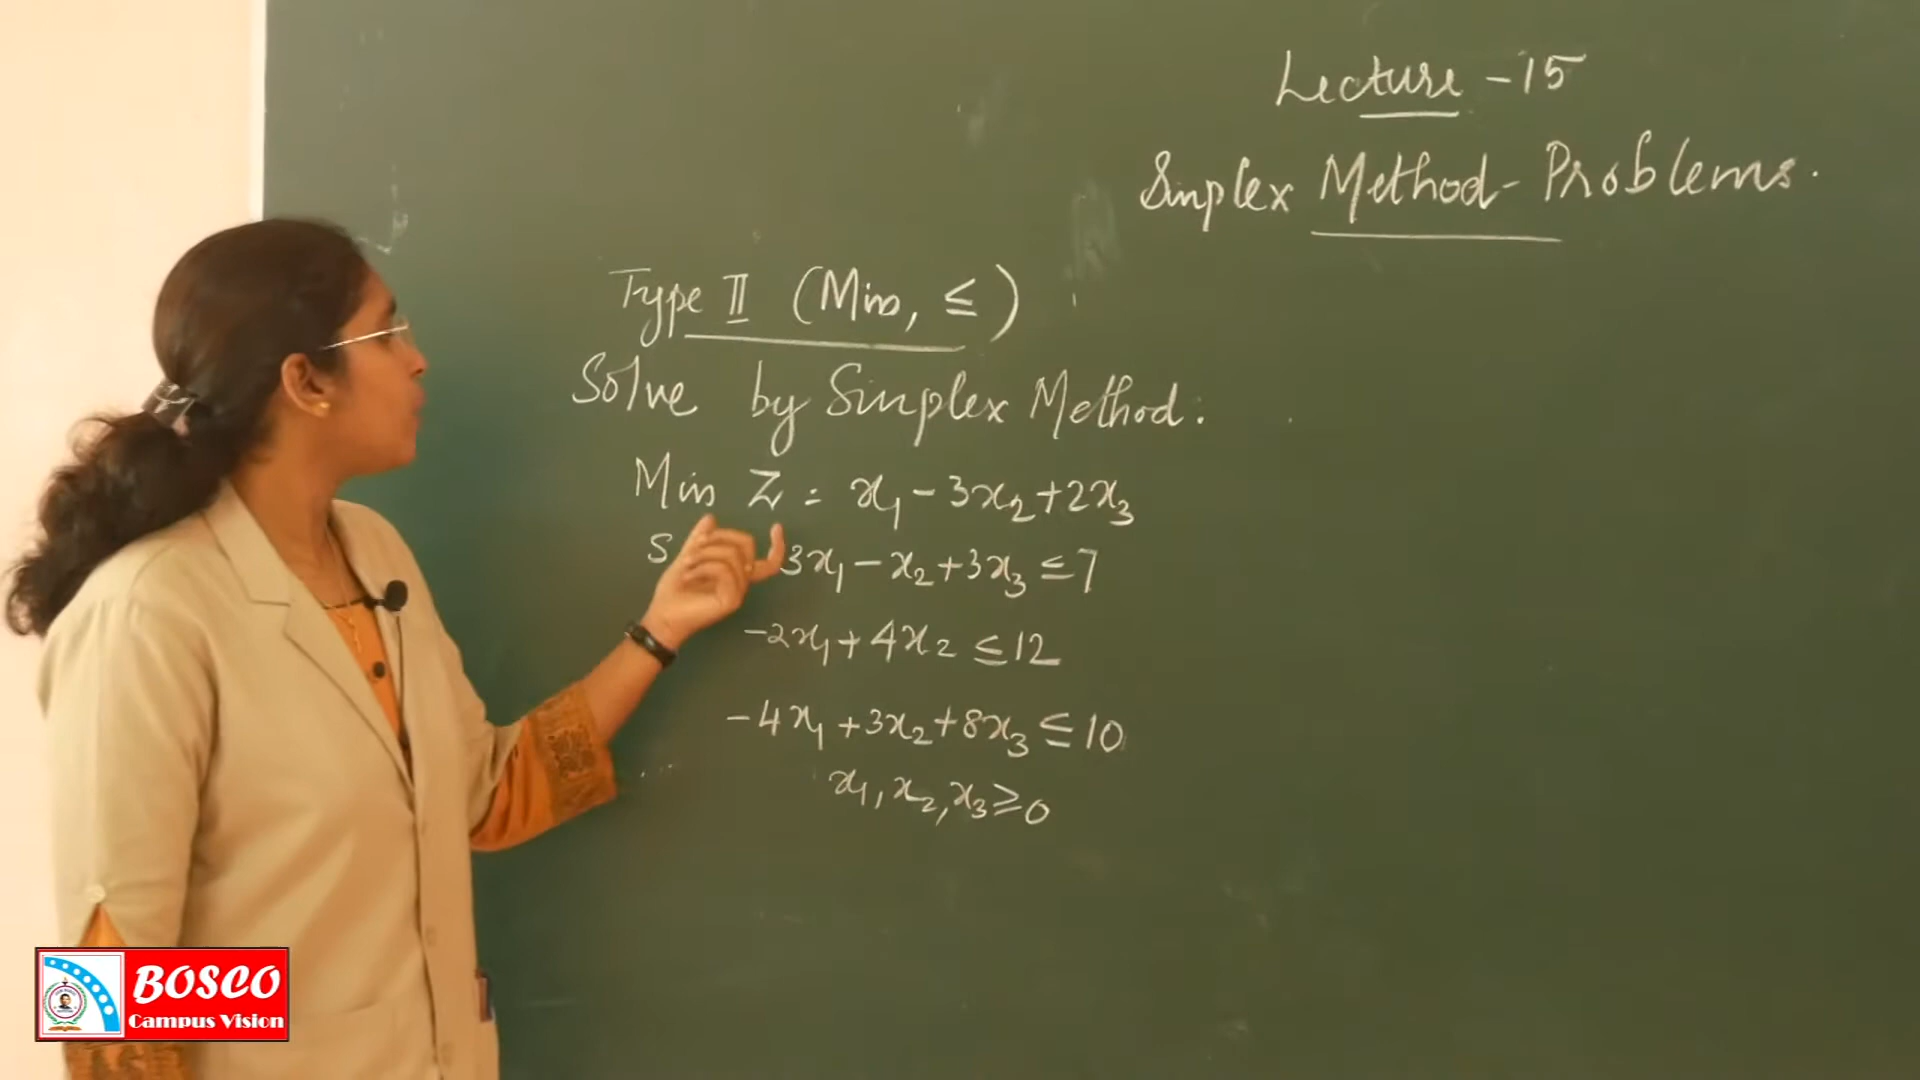 Lecture - 15
Simplex Method - Problems.
Type II (Min, ≤)
Solve by Simplex Method:
Min Z = x₁ - 3x₂ + 2x₃
S 3x₁ - x₂ + 3x₃ ≤ 7
-2x₁ + 4x₂ ≤ 12
-4x₁ + 3x₂ + 8x₃ ≤ 10
x₁, x₂, x₃ ≥ 0
BOSCO
Campus Vision